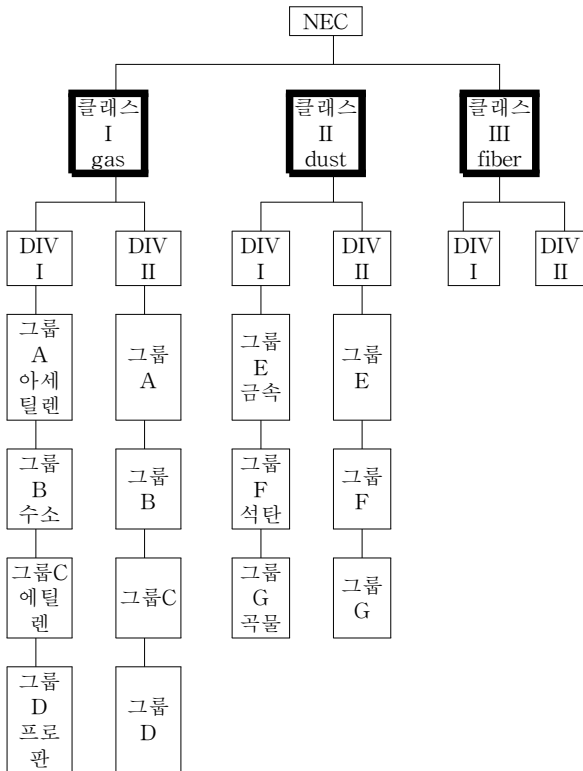 NEC
클래스
I
gas
클래스
II
dust
클래스
III
fiber
DIV
I
DIV
II
DIV
I
DIV
II
DIV
I
DIV
II
그룹
A
아세
틸렌
그룹
A
그룹
E
금속
그룹
E
그룹
B
수소
그룹
B
그룹
F
석탄
그룹
F
그룹C
에틸
렌
그룹C
그룹
G
곡물
그룹
G
그룹
D
프로
판
그룹
D